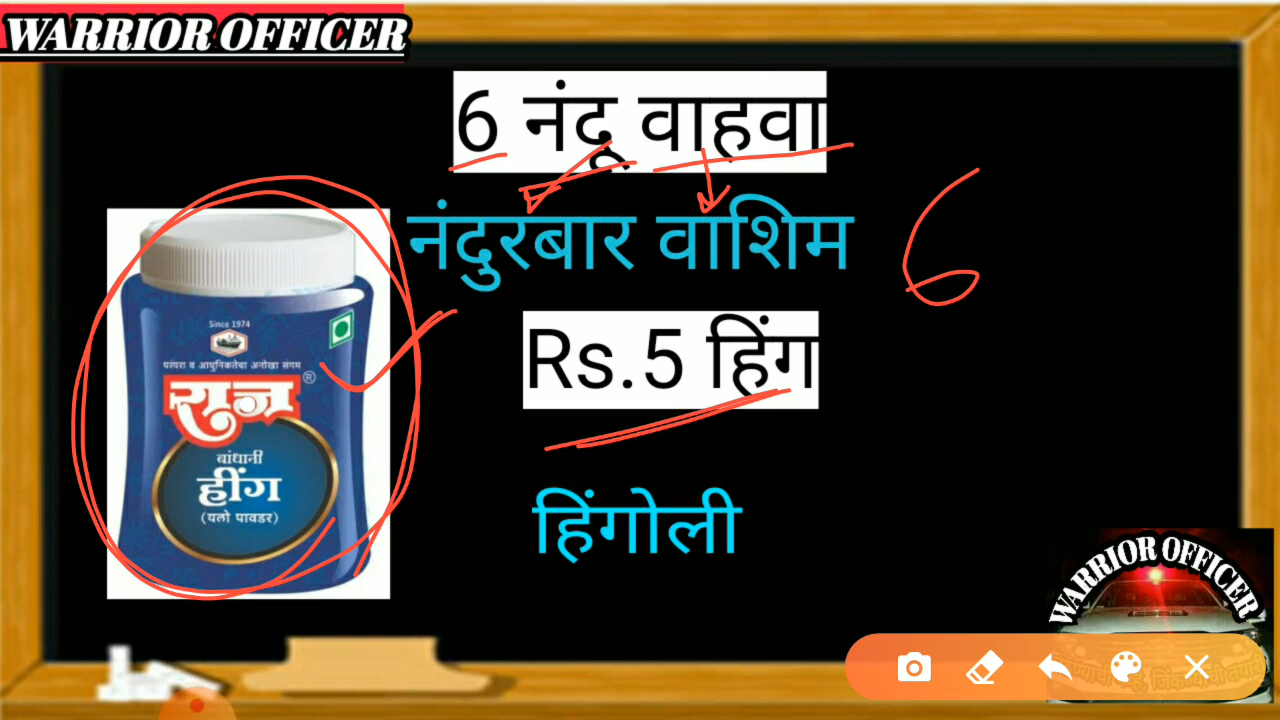 WARRIOR OFFICER
6 नंदू वाहवा
नंदुरबार वाशिम
6
Rs.5 हिंग
हिंगोली
Since 1974
परंपरा व आधुनिकतेचा अनोखा संगम
राज ®
बांधानी
हींग
(यलो पावडर)
WARRIOR OFFICER